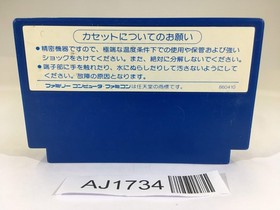 カセットについてのお願い
●精密機器ですので、極端な温度条件下での使用や保管および強い
ショックをさけてください。また、絶対に分解しないでください。
●端子部に手を触れたり、水にぬらしたりして汚さないようにして
ください。故障の原因となります。
ファミリー コンピュータ・ファミコンは任天堂の商標です。
AJ1734